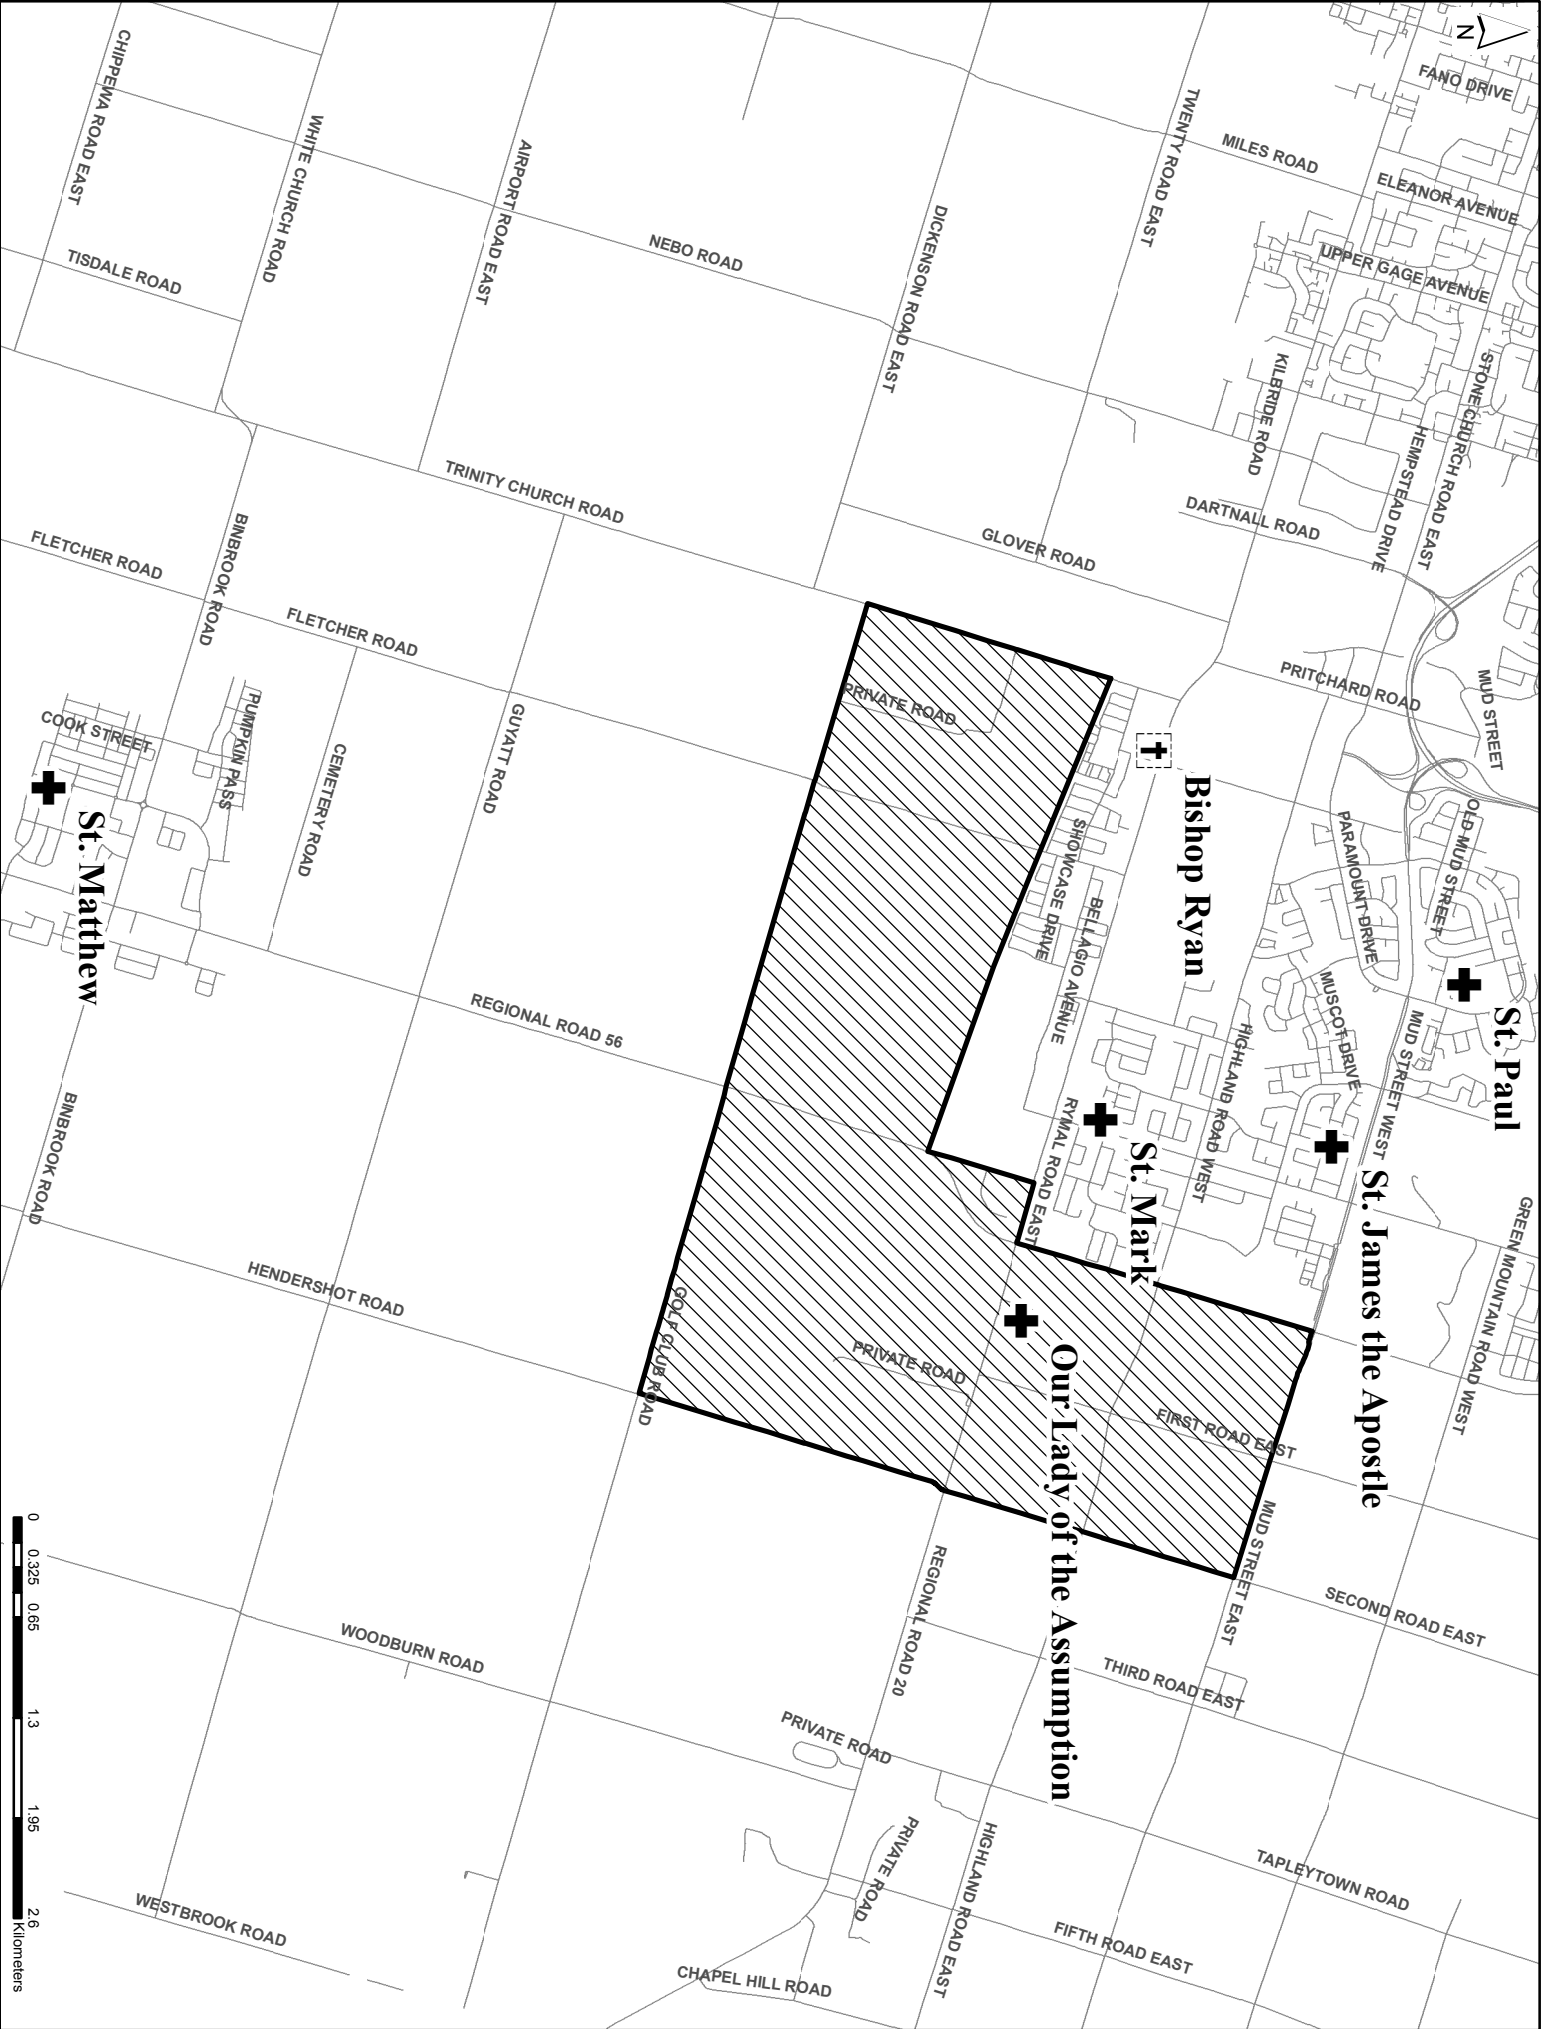 N
FANO DRIVE
MILES ROAD
ELEANOR AVENUE
UPPER GAGE AVENUE
STONE CHURCH ROAD EAST
HEMPSTEAD DRIVE
KILBRIDE ROAD
DARTNALL ROAD
TWENTY ROAD EAST
DICKENSON ROAD EAST
NEBO ROAD
AIRPORT ROAD EAST
WHITE CHURCH ROAD
CHIPPEWA ROAD EAST
TISDALE ROAD
TRINITY CHURCH ROAD
GLOVER ROAD
PRITCHARD ROAD
MUD STREET
OLD MUD STREET
PARAMOUNT DRIVE
MUSCOT DRIVE
MUD STREET WEST
St. Paul
St. James the Apostle
GREEN MOUNTAIN ROAD WEST
Bishop Ryan
HIGHLAND ROAD WEST
St. Mark
SHOWCASE DRIVE
BELLAGIO AVENUE
RYMAL ROAD EAST
PRIVATE ROAD
Our Lady of the Assumption
PRIVATE ROAD
FIRST ROAD EAST
MUD STREET EAST
SECOND ROAD EAST
THIRD ROAD EAST
REGIONAL ROAD 20
PRIVATE ROAD
PRIVATE ROAD
HIGHLAND ROAD EAST
TAPLEYTOWN ROAD
FIFTH ROAD EAST
CHAPEL HILL ROAD
GOLF CLUB ROAD
FLETCHER ROAD
FLETCHER ROAD
BINBROOK ROAD
GUYATT ROAD
CEMETERY ROAD
PUMPKIN PASS
COOK STREET
St. Matthew
REGIONAL ROAD 56
BINBROOK ROAD
HENDERSHOT ROAD
WOODBURN ROAD
WESTBROOK ROAD
0 0.325 0.65 1.3 1.95 2.6
Kilometers